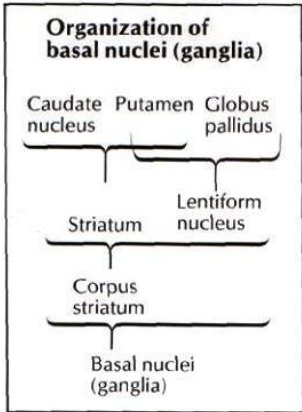 Organization of
basal nuclei (ganglia)
Caudate Putamen Globus
nucleus pallidus
Lentiform
Striatum nucleus
Corpus
striatum
Basal nuclei
(ganglia)